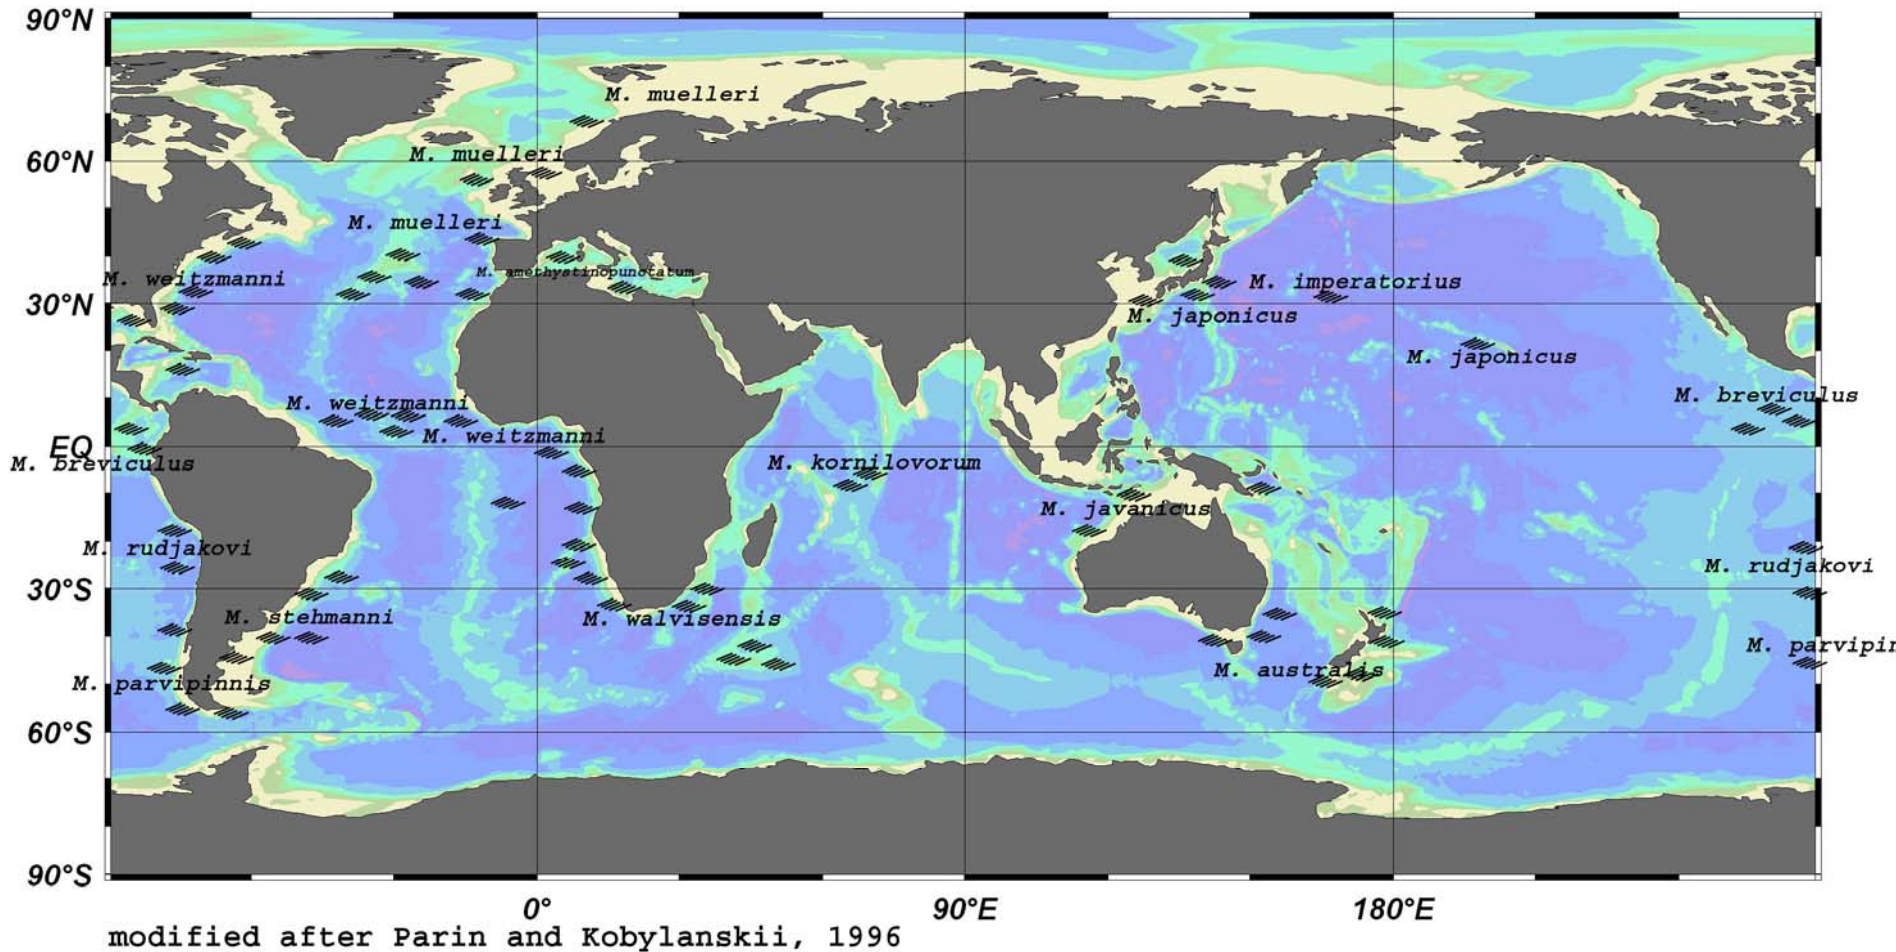 90°N
M. muelleri
M. muelleri
60°N
M. muelleri
M. amethystinopunctatum
M. weitzmanni
M. imperatorius
30°N
M. japonicus
M. japonicus
M. breviculus
M. weitzmanni
M. weitzmanni
EQ
M. breviculus
M. kornilovorum
M. javanicus
M. rudjakovi
M. rudjakovi
30°S
M. stehmanni
M. walvisensis
M. parvipin
M. australis
M. parvipinnis
60°S
90°S
0° 90°E 180°E
modified after Parin and Kobylanskii, 1996